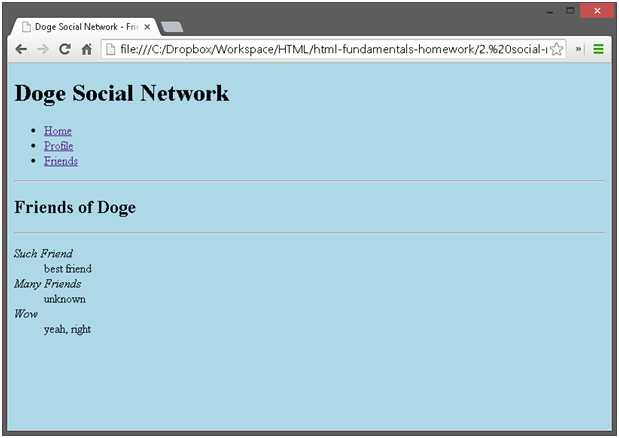 Doge Social Network - Fri
file:///C:/Dropbox/Workspace/HTML/html-fundamentals-homework/2.%20social-
Doge Social Network
Home
Profile
Friends
Friends of Doge
Such Friend
best friend
Many Friends
unknown
Wow
yeah, right